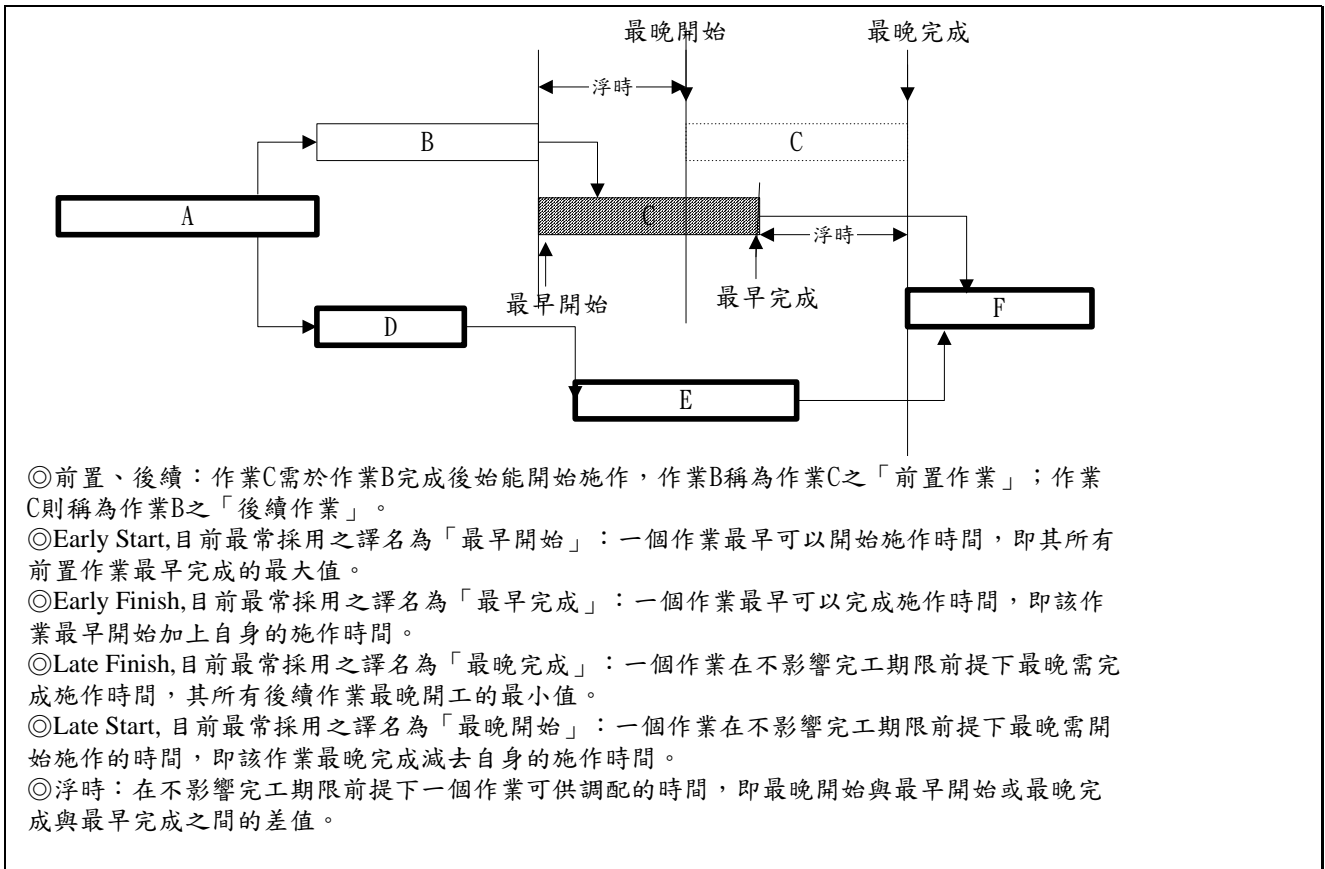 最晚開始 最晚完成
浮時
B C
A C
浮時
最早開始 最早完成
D F
E
◎前置、後續：作業C需於作業B完成後始能開始施作，作業B稱為作業C之「前置作業」；作業
C則稱為作業B之「後續作業」。
◎Early Start,目前最常採用之譯名為「最早開始」：一個作業最早可以開始施作時間，即其所有
前置作業最早完成的最大值。
◎Early Finish,目前最常採用之譯名為「最早完成」：一個作業最早可以完成施作時間，即該作
業最早開始加上自身的施作時間。
◎Late Finish,目前最常採用之譯名為「最晚完成」：一個作業在不影響完工期限前提下最晚需完
成施作時間，其所有後續作業最晚開工的最小值。
◎Late Start, 目前最常採用之譯名為「最晚開始」：一個作業在不影響完工期限前提下最晚需開
始施作的時間，即該作業最晚完成減去自身的施作時間。
◎浮時：在不影響完工期限前提下一個作業可供調配的時間，即最晚開始與最早開始或最晚完
成與最早完成之間的差值。